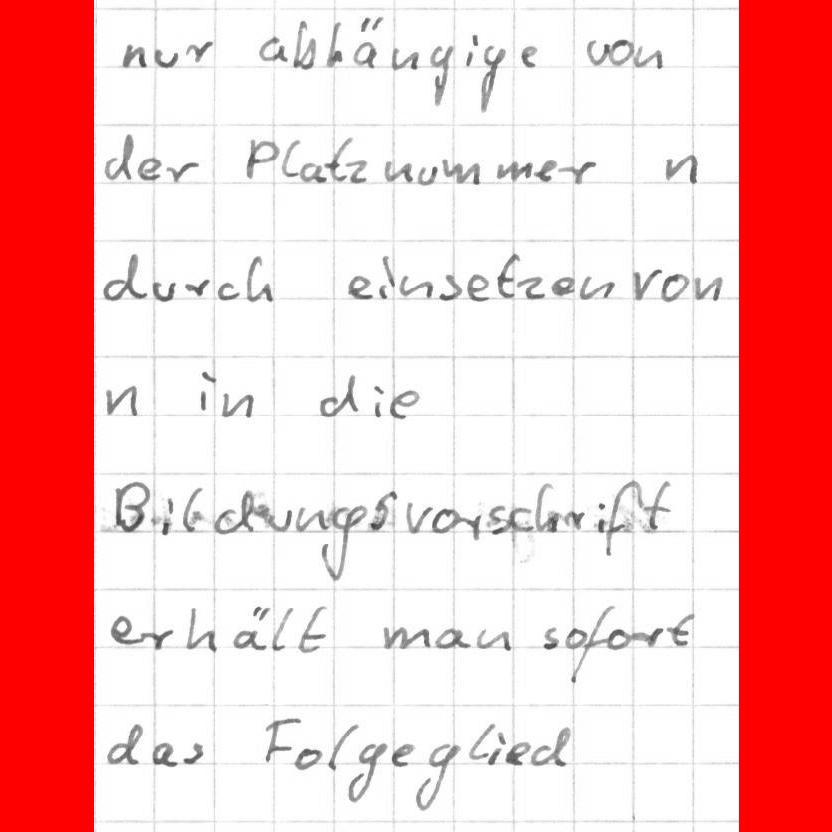 nur abhängige von
der Platznummer n
durch einsetzen von
n in die
Bildungsvorschrift
erhält man sofort
das Folgeglied